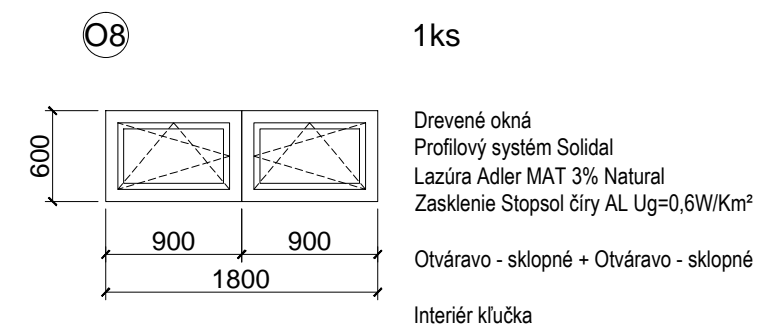 O8
1ks
Drevené okná
Profilový systém Solidal
Lazúra Adler MAT 3% Natural
Zasklenie Stopsol číry AL Ug=0,6W/Km²
Otváravo - sklopné + Otváravo - sklopné
Interiér kľučka
600
900 900
1800